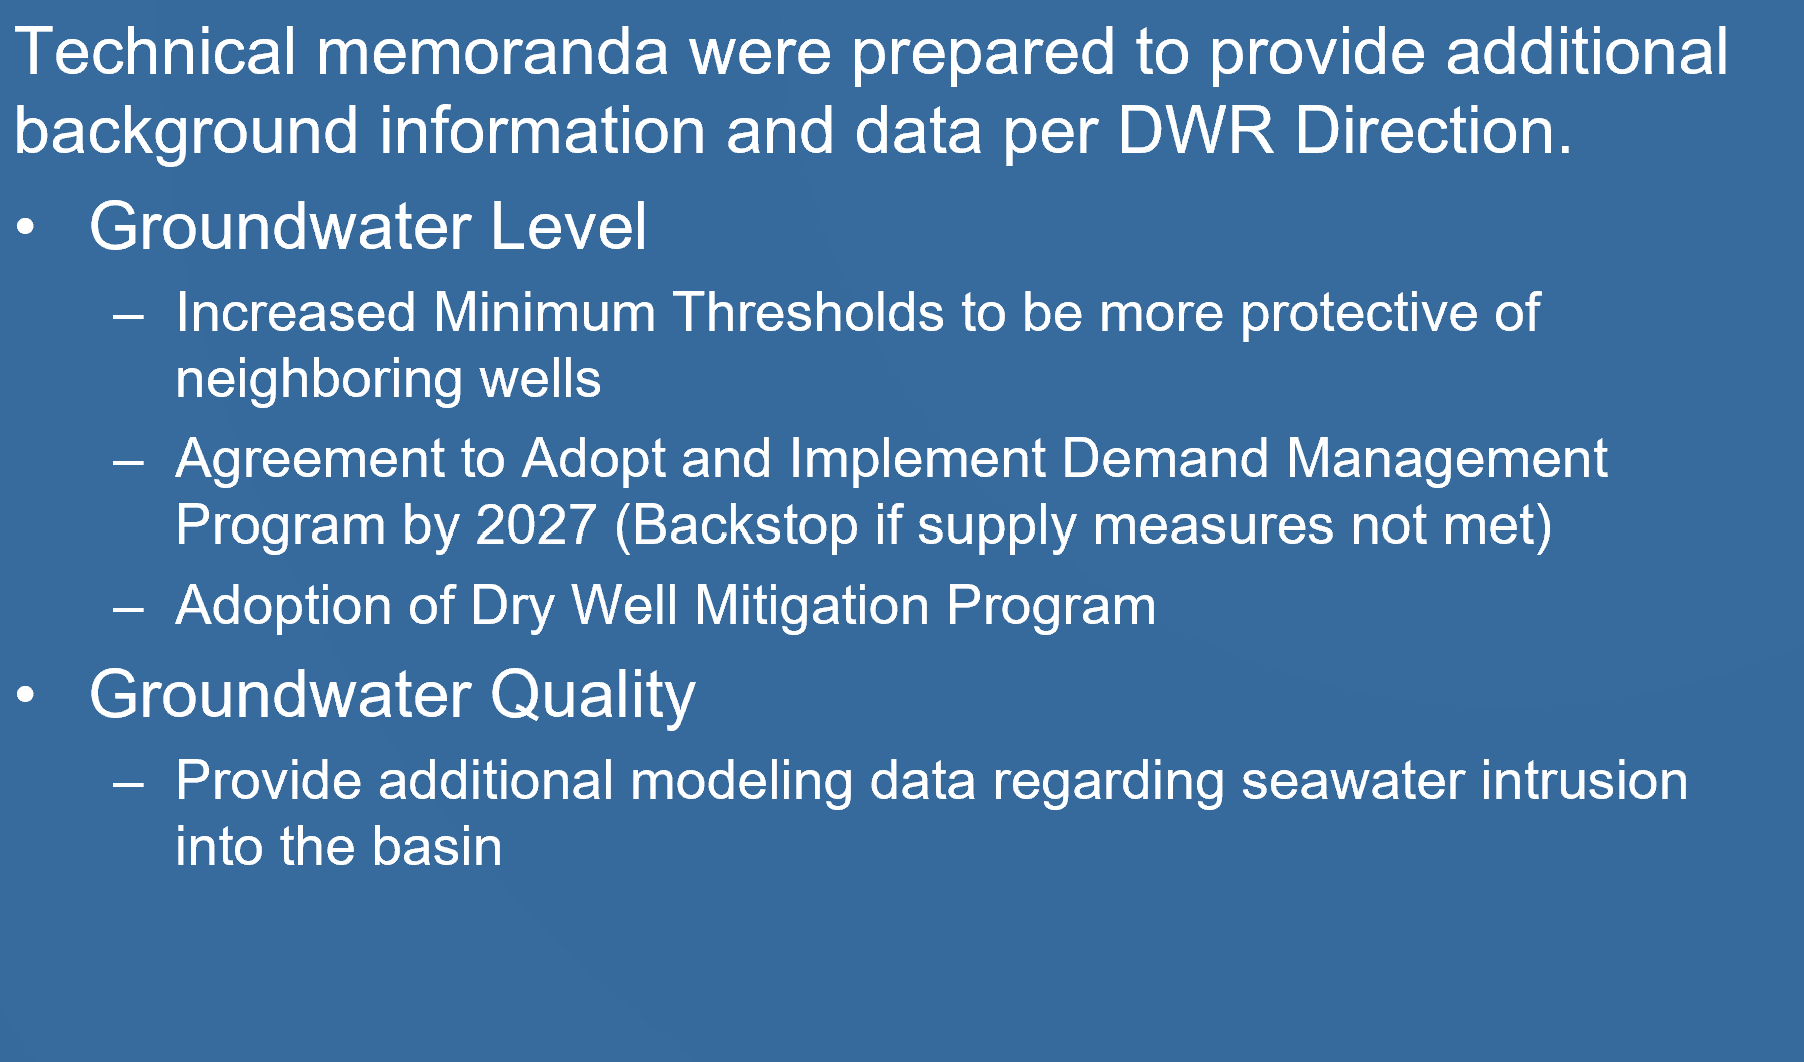 Technical memoranda were prepared to provide additional
background information and data per DWR Direction.
• Groundwater Level
– Increased Minimum Thresholds to be more protective of
neighboring wells
– Agreement to Adopt and Implement Demand Management
Program by 2027 (Backstop if supply measures not met)
– Adoption of Dry Well Mitigation Program
• Groundwater Quality
– Provide additional modeling data regarding seawater intrusion
into the basin